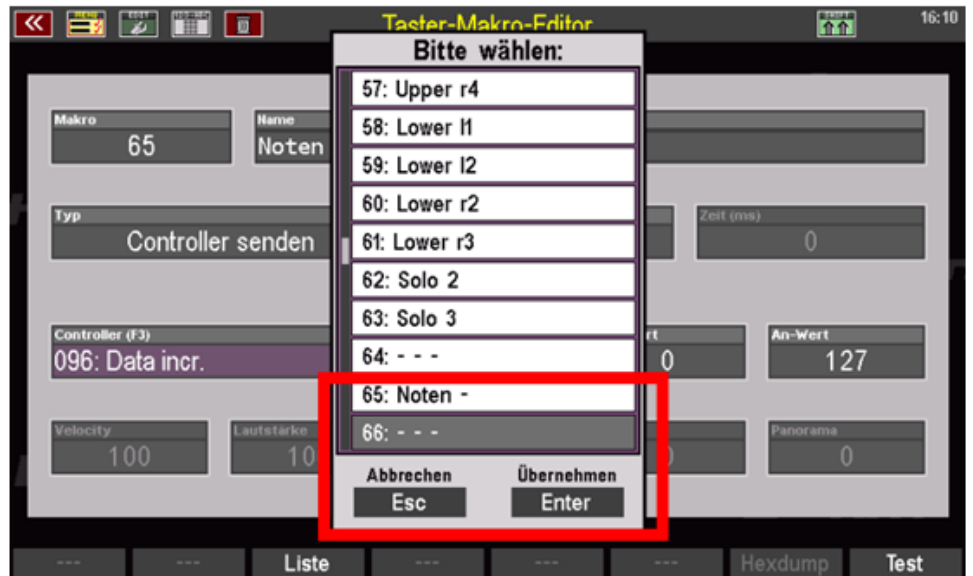 MENU
EDIT
SHIFT
16:10
Taster-Makro-Editor
Bitte wählen:
57: Upper r4
58: Lower l1
59: Lower l2
60: Lower r2
61: Lower r3
62: Solo 2
63: Solo 3
64: - - -
65: Noten -
66: - - -
Abbrechen
Übernehmen
Esc
Enter
Makro
65
Name
Noten
Typ
Controller senden
Zeit (ms)
0
Controller (F3)
096: Data incr.
0
An-Wert
127
Velocity
100
Lautstärke
10
Panorama
0
---
---
Liste
---
---
---
Hexdump
Test